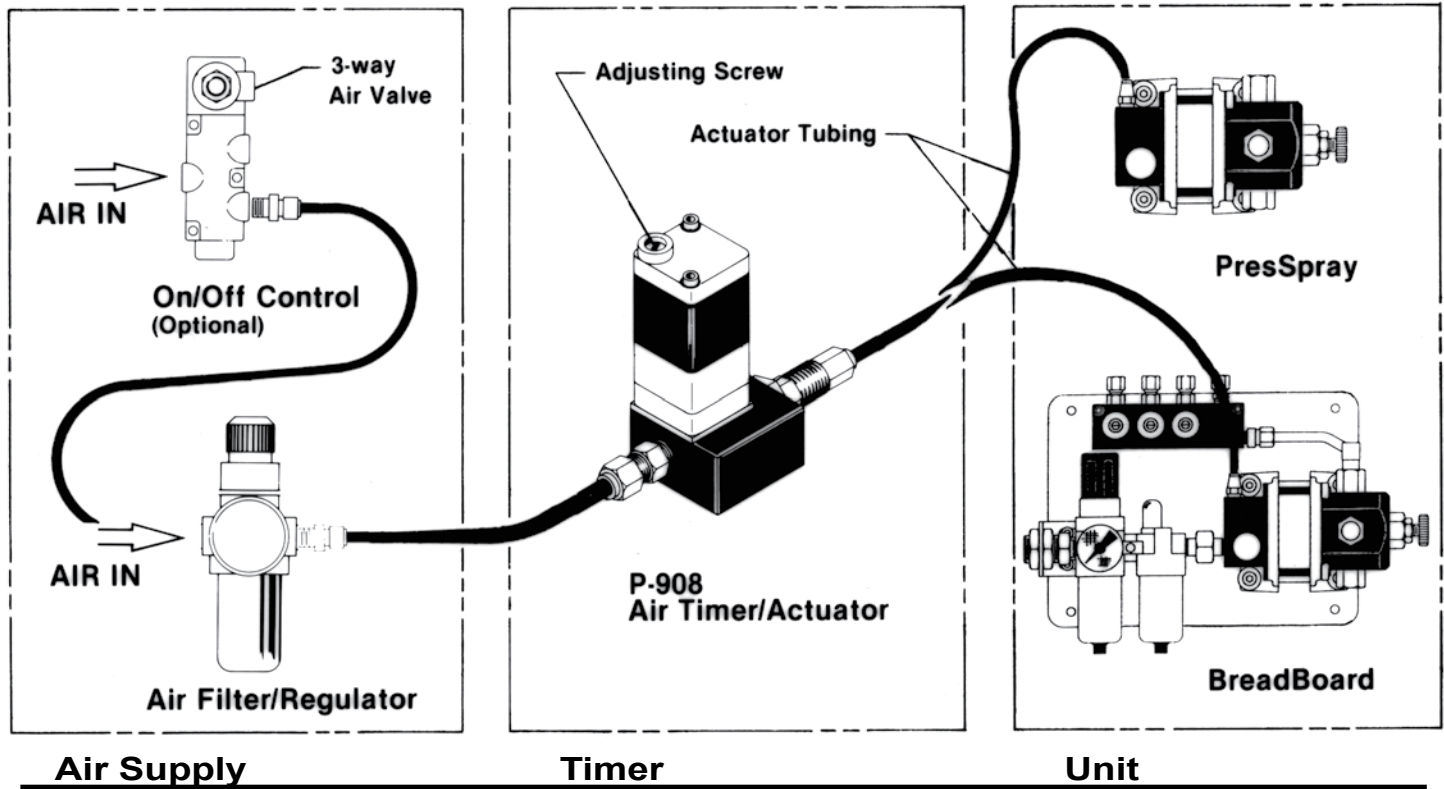 3-way
Air Valve
AIR IN
On/Off Control
(Optional)
AIR IN
Air Filter/Regulator
Adjusting Screw
Actuator Tubing
P-908
Air Timer/Actuator
PresSpray
BreadBoard
Air Supply
Timer
Unit